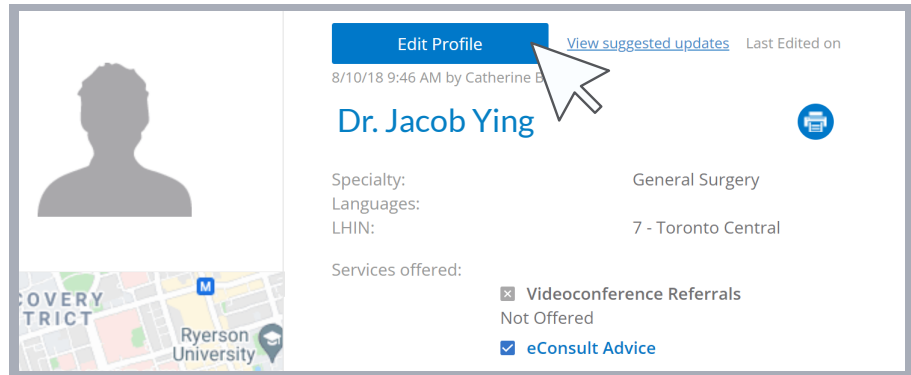 Edit Profile View suggested updates Last Edited on
8/10/18 9:46 AM by Catherine
Dr. Jacob Ying
Specialty: General Surgery
Languages:
LHIN: 7 - Toronto Central
Services offered:
Videoconference Referrals
Not Offered
eConsult Advice
M
OVERY
TRICT
Ryerson
University